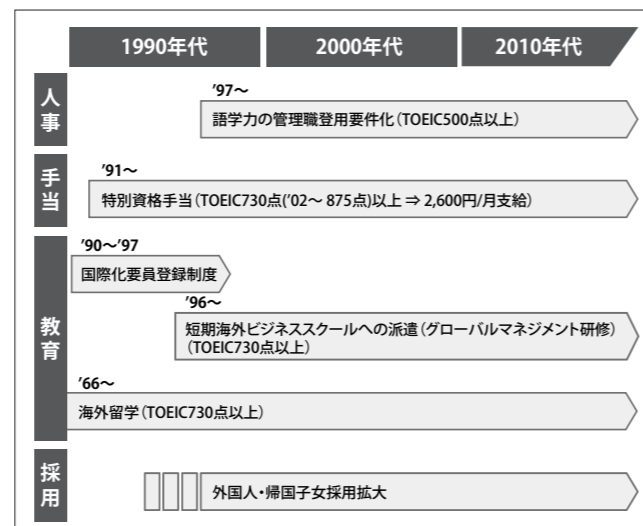 1990年代
2000年代
2010年代
人事
'97～
語学力の管理職登用要件化（TOEIC500点以上）
手当
'91～
特別資格手当（TOEIC730点('02～ 875点)以上 ⇒ 2,600円/月支給）
教育
'90～'97
国際化要員登録制度
'96～
短期海外ビジネススクールへの派遣（グローバルマネジメント研修）
（TOEIC730点以上）
'66～
海外留学（TOEIC730点以上）
採用
外国人・帰国子女採用拡大